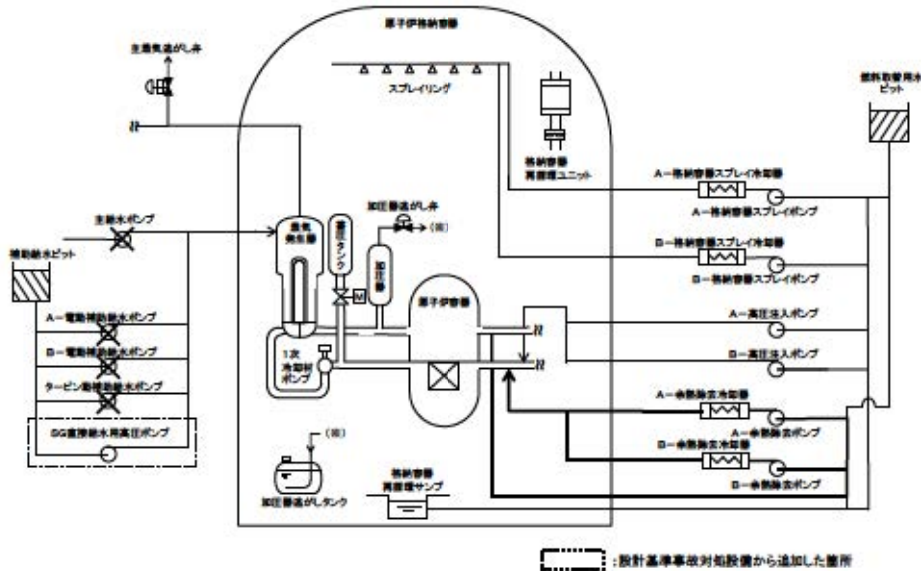 原子炉格納容器
主蒸気逃がし弁
スプレイリング
燃料取替用水
ピット
格納容器
再循環ユニット
A-格納容器スプレイ冷却器
A-格納容器スプレイポンプ
主給水ポンプ
蒸気
発生器
蓄圧タンク
加圧器逃がし弁
(※)
加圧器
B-格納容器スプレイ冷却器
B-格納容器スプレイポンプ
補助給水ピット
M
原子炉容器
A-高圧注入ポンプ
A-電動補助給水ポンプ
B-電動補助給水ポンプ
1次
冷却材
ポンプ
B-高圧注入ポンプ
タービン動補助給水ポンプ
A-余熱除去冷却器
A-余熱除去ポンプ
SG直接給水用高圧ポンプ
(※)
B-余熱除去冷却器
B-余熱除去ポンプ
加圧器逃がしタンク
格納容器
再循環サンプ
:設計基準事故対処設備から追加した箇所